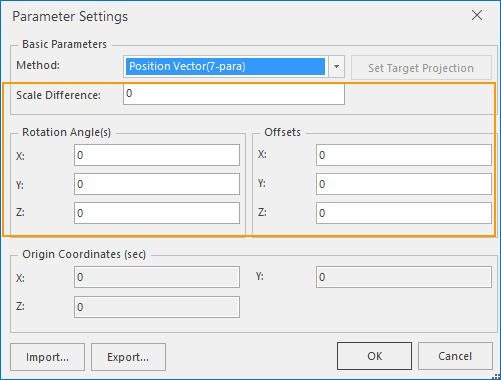 Parameter Settings
Basic Parameters
Method: Position Vector(7-para) Set Target Projection
Scale Difference: 0
Rotation Angle(s) Offsets
X: 0 X: 0
Y: 0 Y: 0
Z: 0 Z: 0
Origin Coordinates (sec)
X: 0 Y: 0
Z: 0
Import... Export... OK Cancel